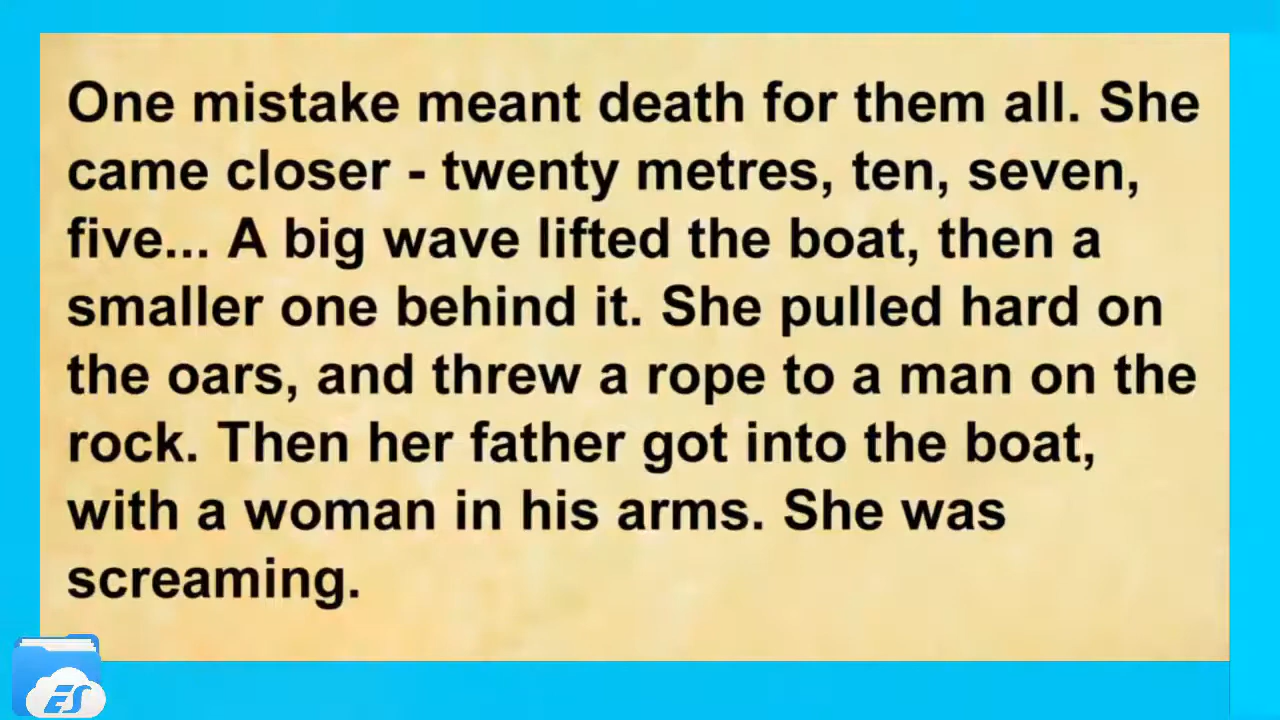 One mistake meant death for them all. She
came closer - twenty metres, ten, seven,
five... A big wave lifted the boat, then a
smaller one behind it. She pulled hard on
the oars, and threw a rope to a man on the
rock. Then her father got into the boat,
with a woman in his arms. She was
screaming.
ES